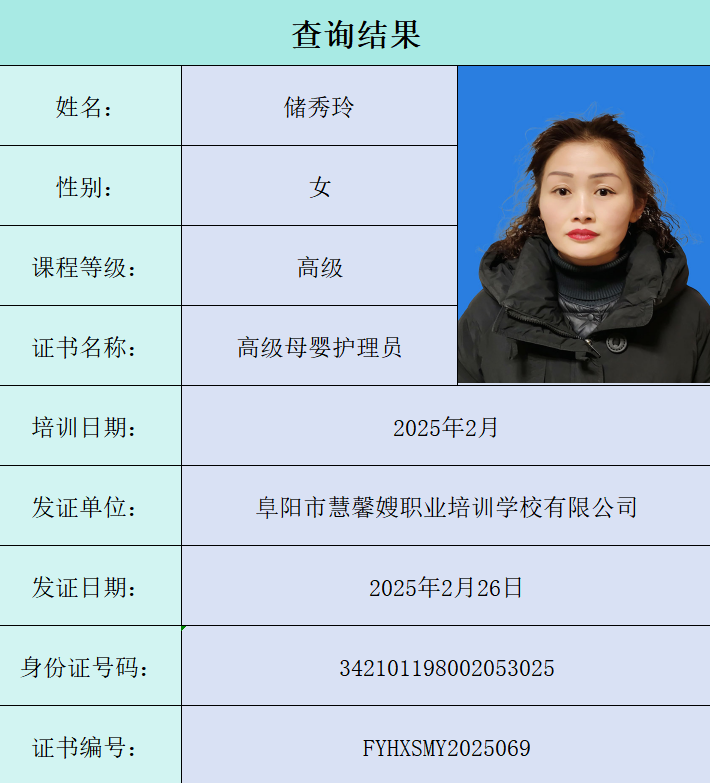 查询结果
姓名： 储秀玲
性别： 女
课程等级： 高级
证书名称： 高级母婴护理员
培训日期： 2025年2月
发证单位： 阜阳市慧馨嫂职业培训学校有限公司
发证日期： 2025年2月26日
身份证号码： 342101198002053025
证书编号： FYHXSMY2025069